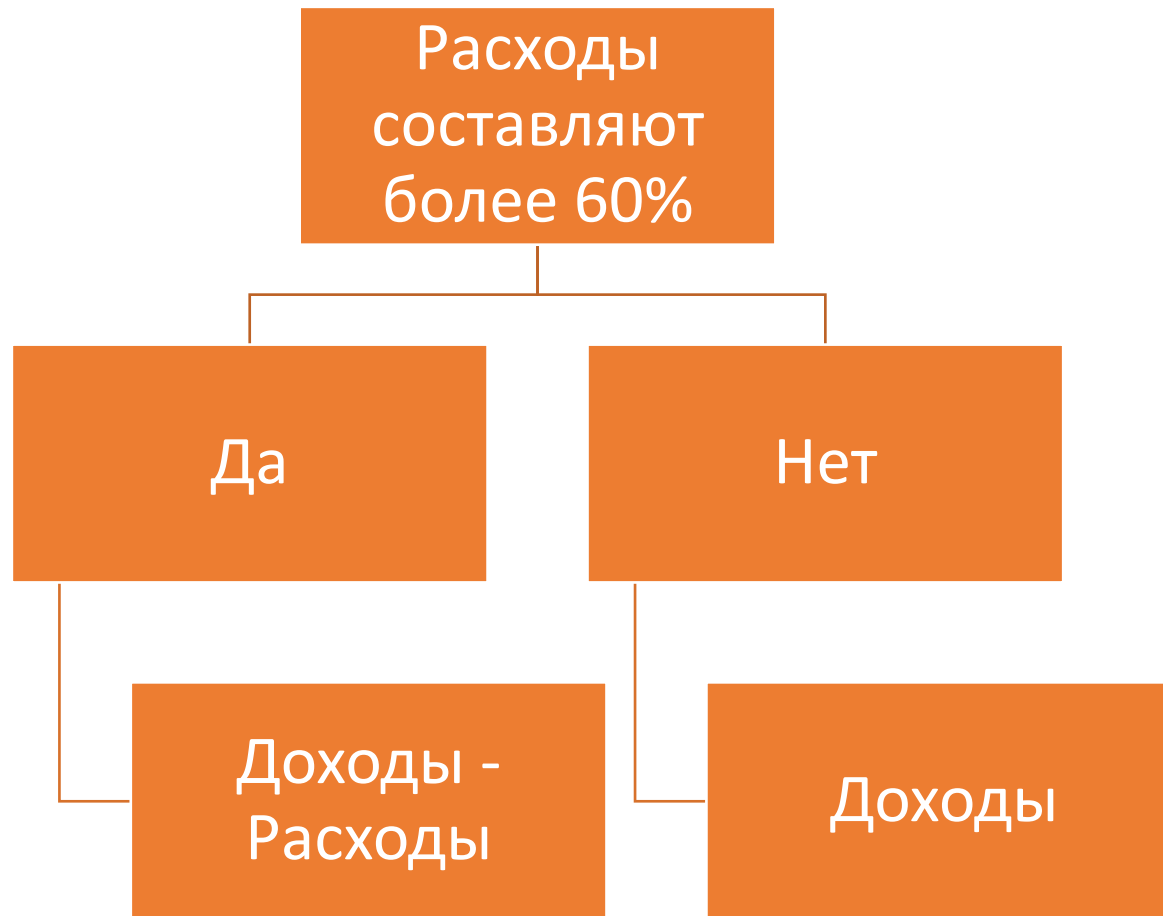 Расходы
составляют
более 60%
Да
Нет
Доходы -
Расходы
Доходы